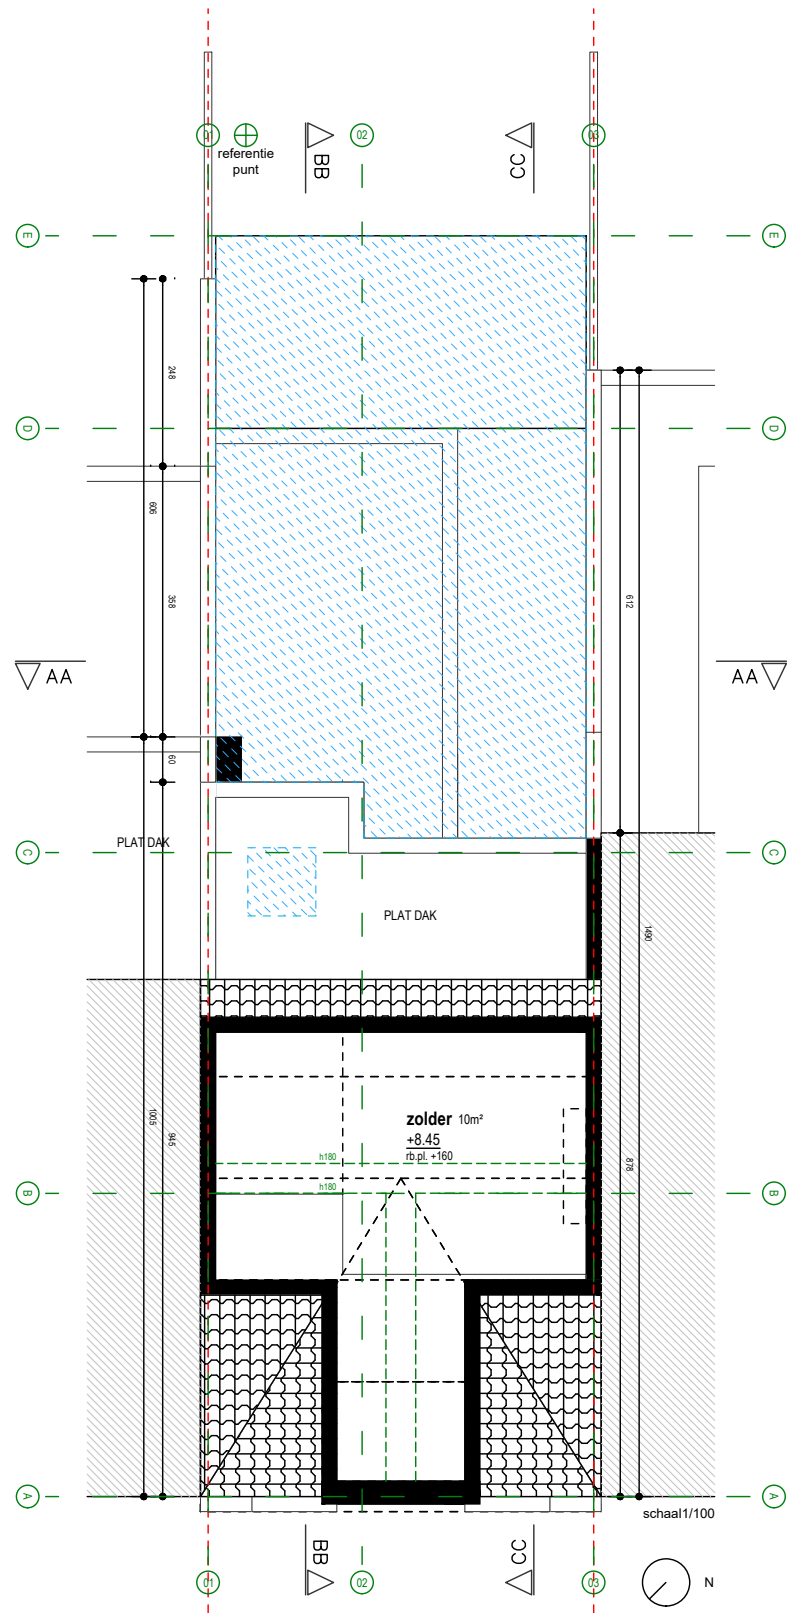 01
02
03
referentie
punt
BB
CC
E
E
248
D
D
606
358
612
AA
AA
60
PLAT DAK
C
C
PLAT DAK
1490
zolder 10m²
+8.45
rb.pl. +160
1005
945
878
h180
h180
B
B
A
A
schaal1/100
BB
CC
01
02
03
N